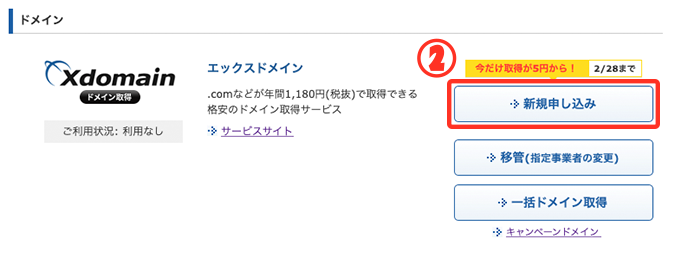 ドメイン
Xdomain
ドメイン取得
ご利用状況: 利用なし
エックスドメイン
.comなどが年間1,180円(税抜)で取得できる
格安のドメイン取得サービス
サービスサイト
②
今だけ取得が5円から！ 2/28まで
新規申し込み
移管(指定事業者の変更)
一括ドメイン取得
キャンペーンドメイン